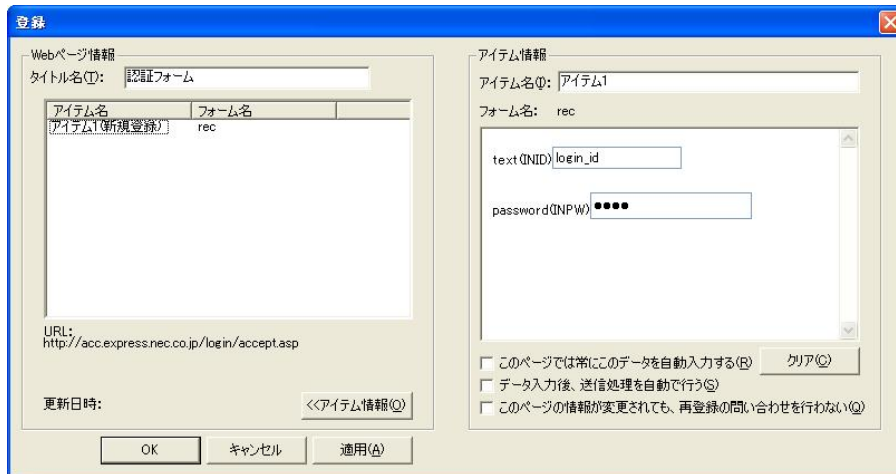 登録
Webページ情報
タイトル名(T):
認証フォーム
アイテム名
フォーム名
アイテム1(新規登録)
rec
URL:
http://acc.express.nec.co.jp/login/accept.asp
更新日時:
<<アイテム情報(O)
OK
キャンセル
適用(A)
アイテム情報
アイテム名(I):
アイテム1
フォーム名:
rec
text(INID)
login_id
password(INPW)
●●●●
このページでは常にこのデータを自動入力する(R)
クリア(C)
データ入力後、送信処理を自動で行う(S)
このページの情報が変更されても、再登録の問い合わせを行わない(Q)